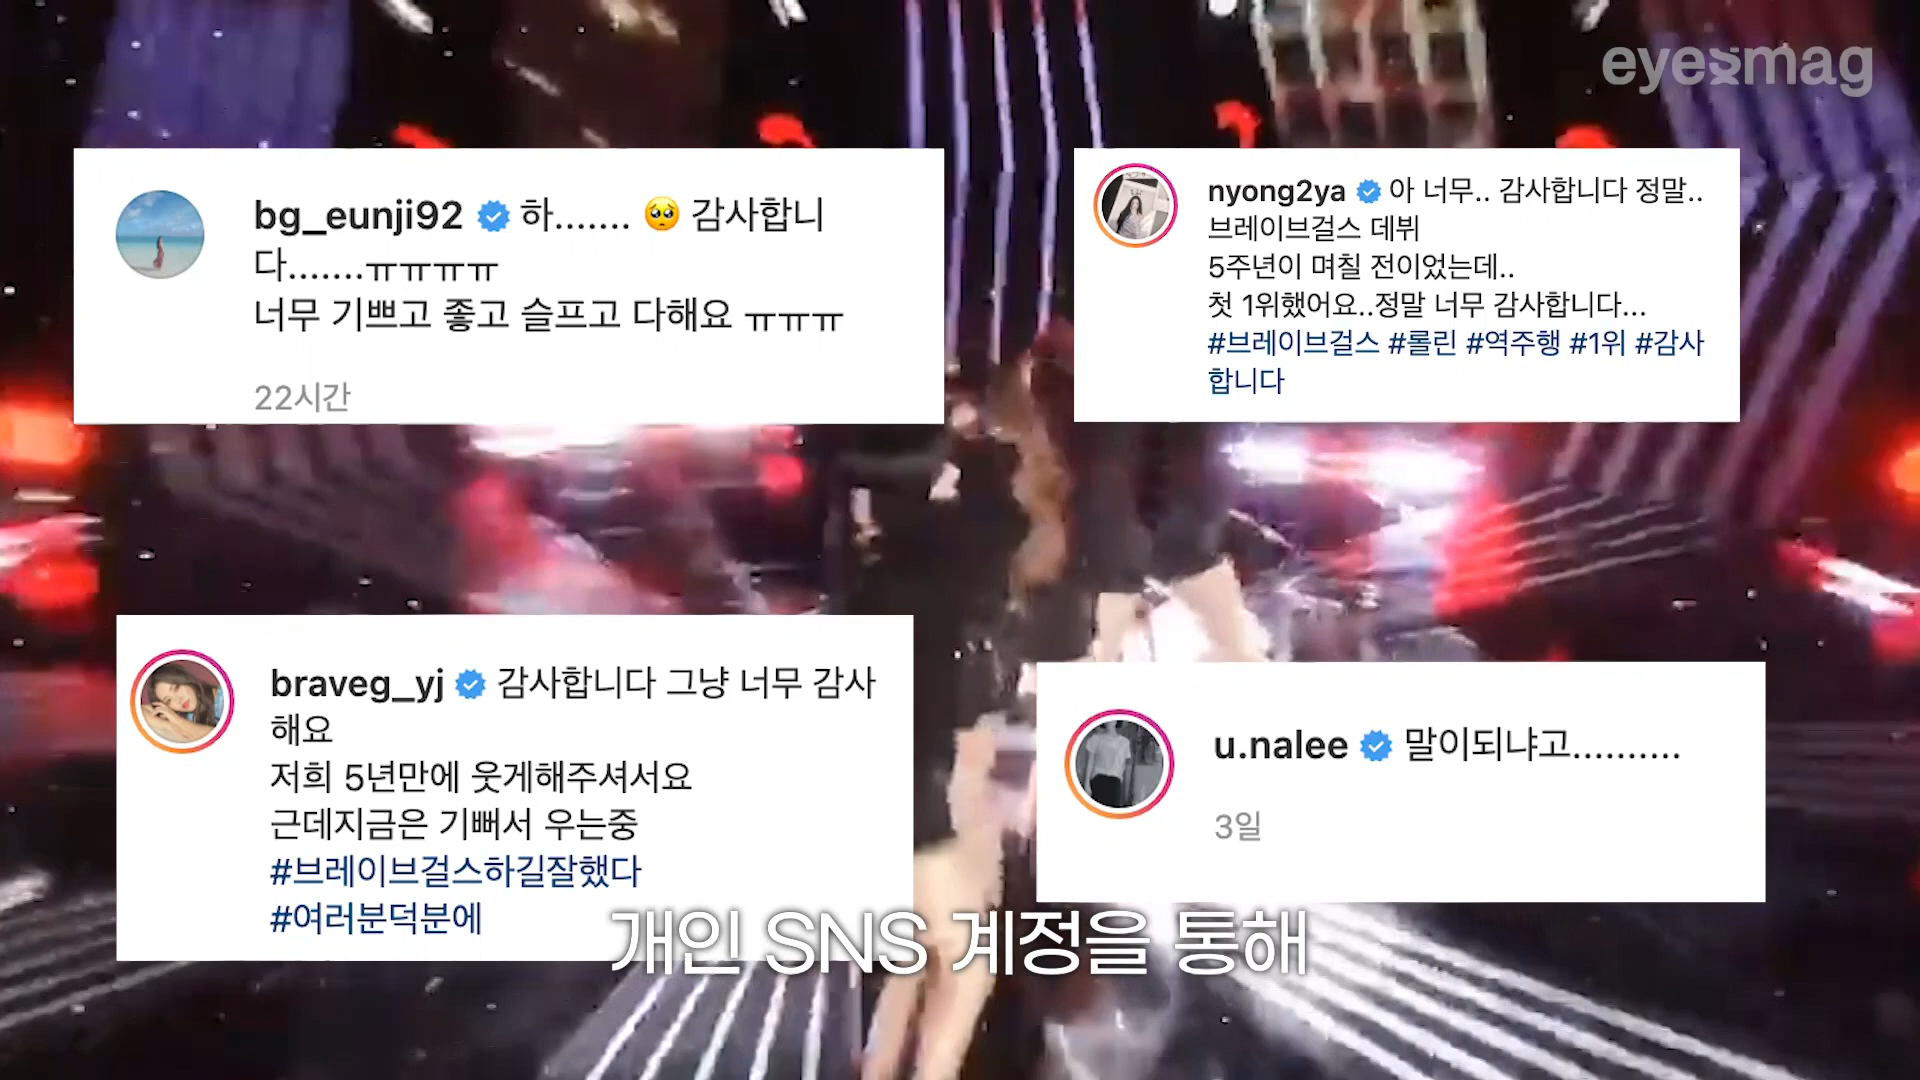 eyesmag
bg_eunji92 하....... 🥺 감사합니
다.......ㅠㅠㅠㅠ
너무 기쁘고 좋고 슬프고 다해요 ㅠㅠㅠ
22시간
nyong2ya 아 너무.. 감사합니다 정말..
브레이브걸스 데뷔
5주년이 며칠 전이었는데..
첫 1위했어요..정말 너무 감사합니다...
#브레이브걸스 #롤린 #역주행 #1위 #감사
합니다
braveg_yj 감사합니다 그냥 너무 감사
해요
저희 5년만에 웃게해주셔서요
근데지금은 기뻐서 우는중
#브레이브걸스하길잘했다
#여러분덕분에
u.nalee 말이되냐고..........
3일
개인 SNS 계정을 통해